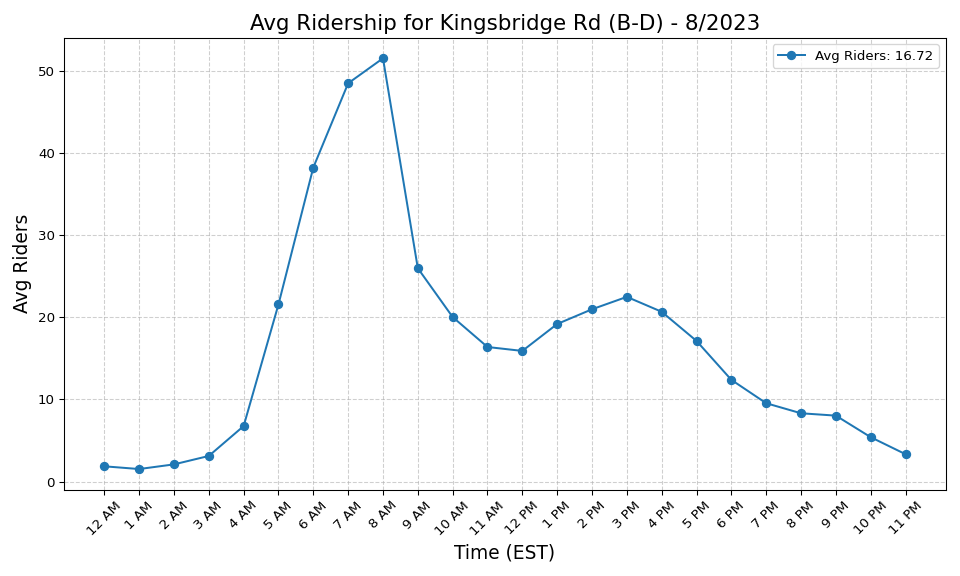 Avg Ridership for Kingsbridge Rd (B-D) - 8/2023
Avg Riders: 16.72
Avg Riders
50
40
30
20
10
0
12 AM
1 AM
2 AM
3 AM
4 AM
5 AM
6 AM
7 AM
8 AM
9 AM
10 AM
11 AM
12 PM
1 PM
2 PM
3 PM
4 PM
5 PM
6 PM
7 PM
8 PM
9 PM
10 PM
11 PM
Time (EST)